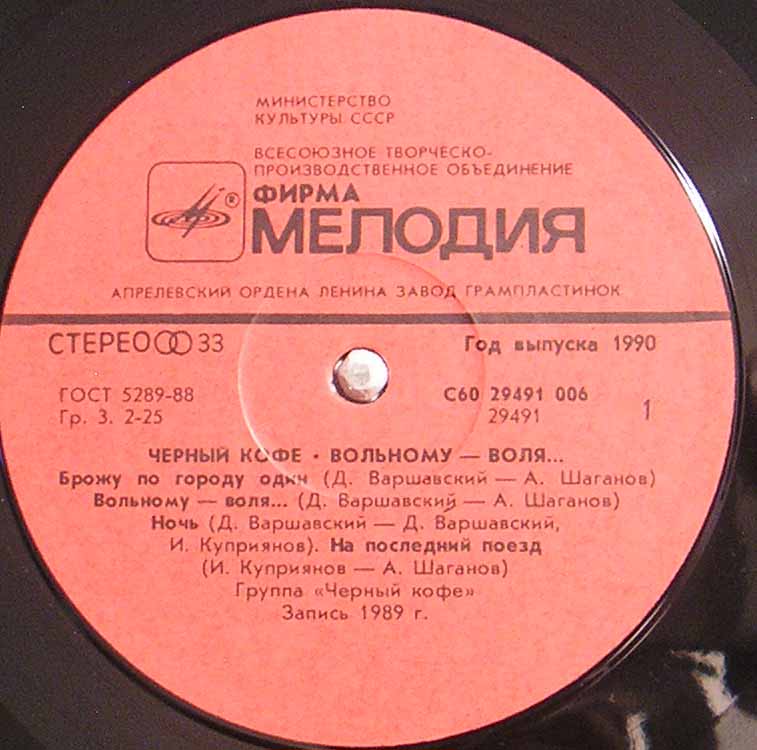 МИНИСТЕРСТВО
КУЛЬТУРЫ СССР
ВСЕСОЮЗНОЕ ТВОРЧЕСКО-
ПРОИЗВОДСТВЕННОЕ ОБЪЕДИНЕНИЕ
® ФИРМА
МЕЛОДИЯ
АПРЕЛЕВСКИЙ ОРДЕНА ЛЕНИНА ЗАВОД ГРАМПЛАСТИНОК
СТЕРЕО 33 Год выпуска 1990
ГОСТ 5289-88 С60 29491 006
Гр. 3. 2-25 29491 1
ЧЕРНЫЙ КОФЕ • ВОЛЬНОМУ — ВОЛЯ...
Брожу по городу один (Д. Варшавский — А. Шаганов)
Вольному — воля... (Д. Варшавский — А. Шаганов)
Ночь (Д. Варшавский — Д. Варшавский,
И. Куприянов). На последний поезд
(И. Куприянов — А. Шаганов)
Группа «Черный кофе»
Запись 1989 г.